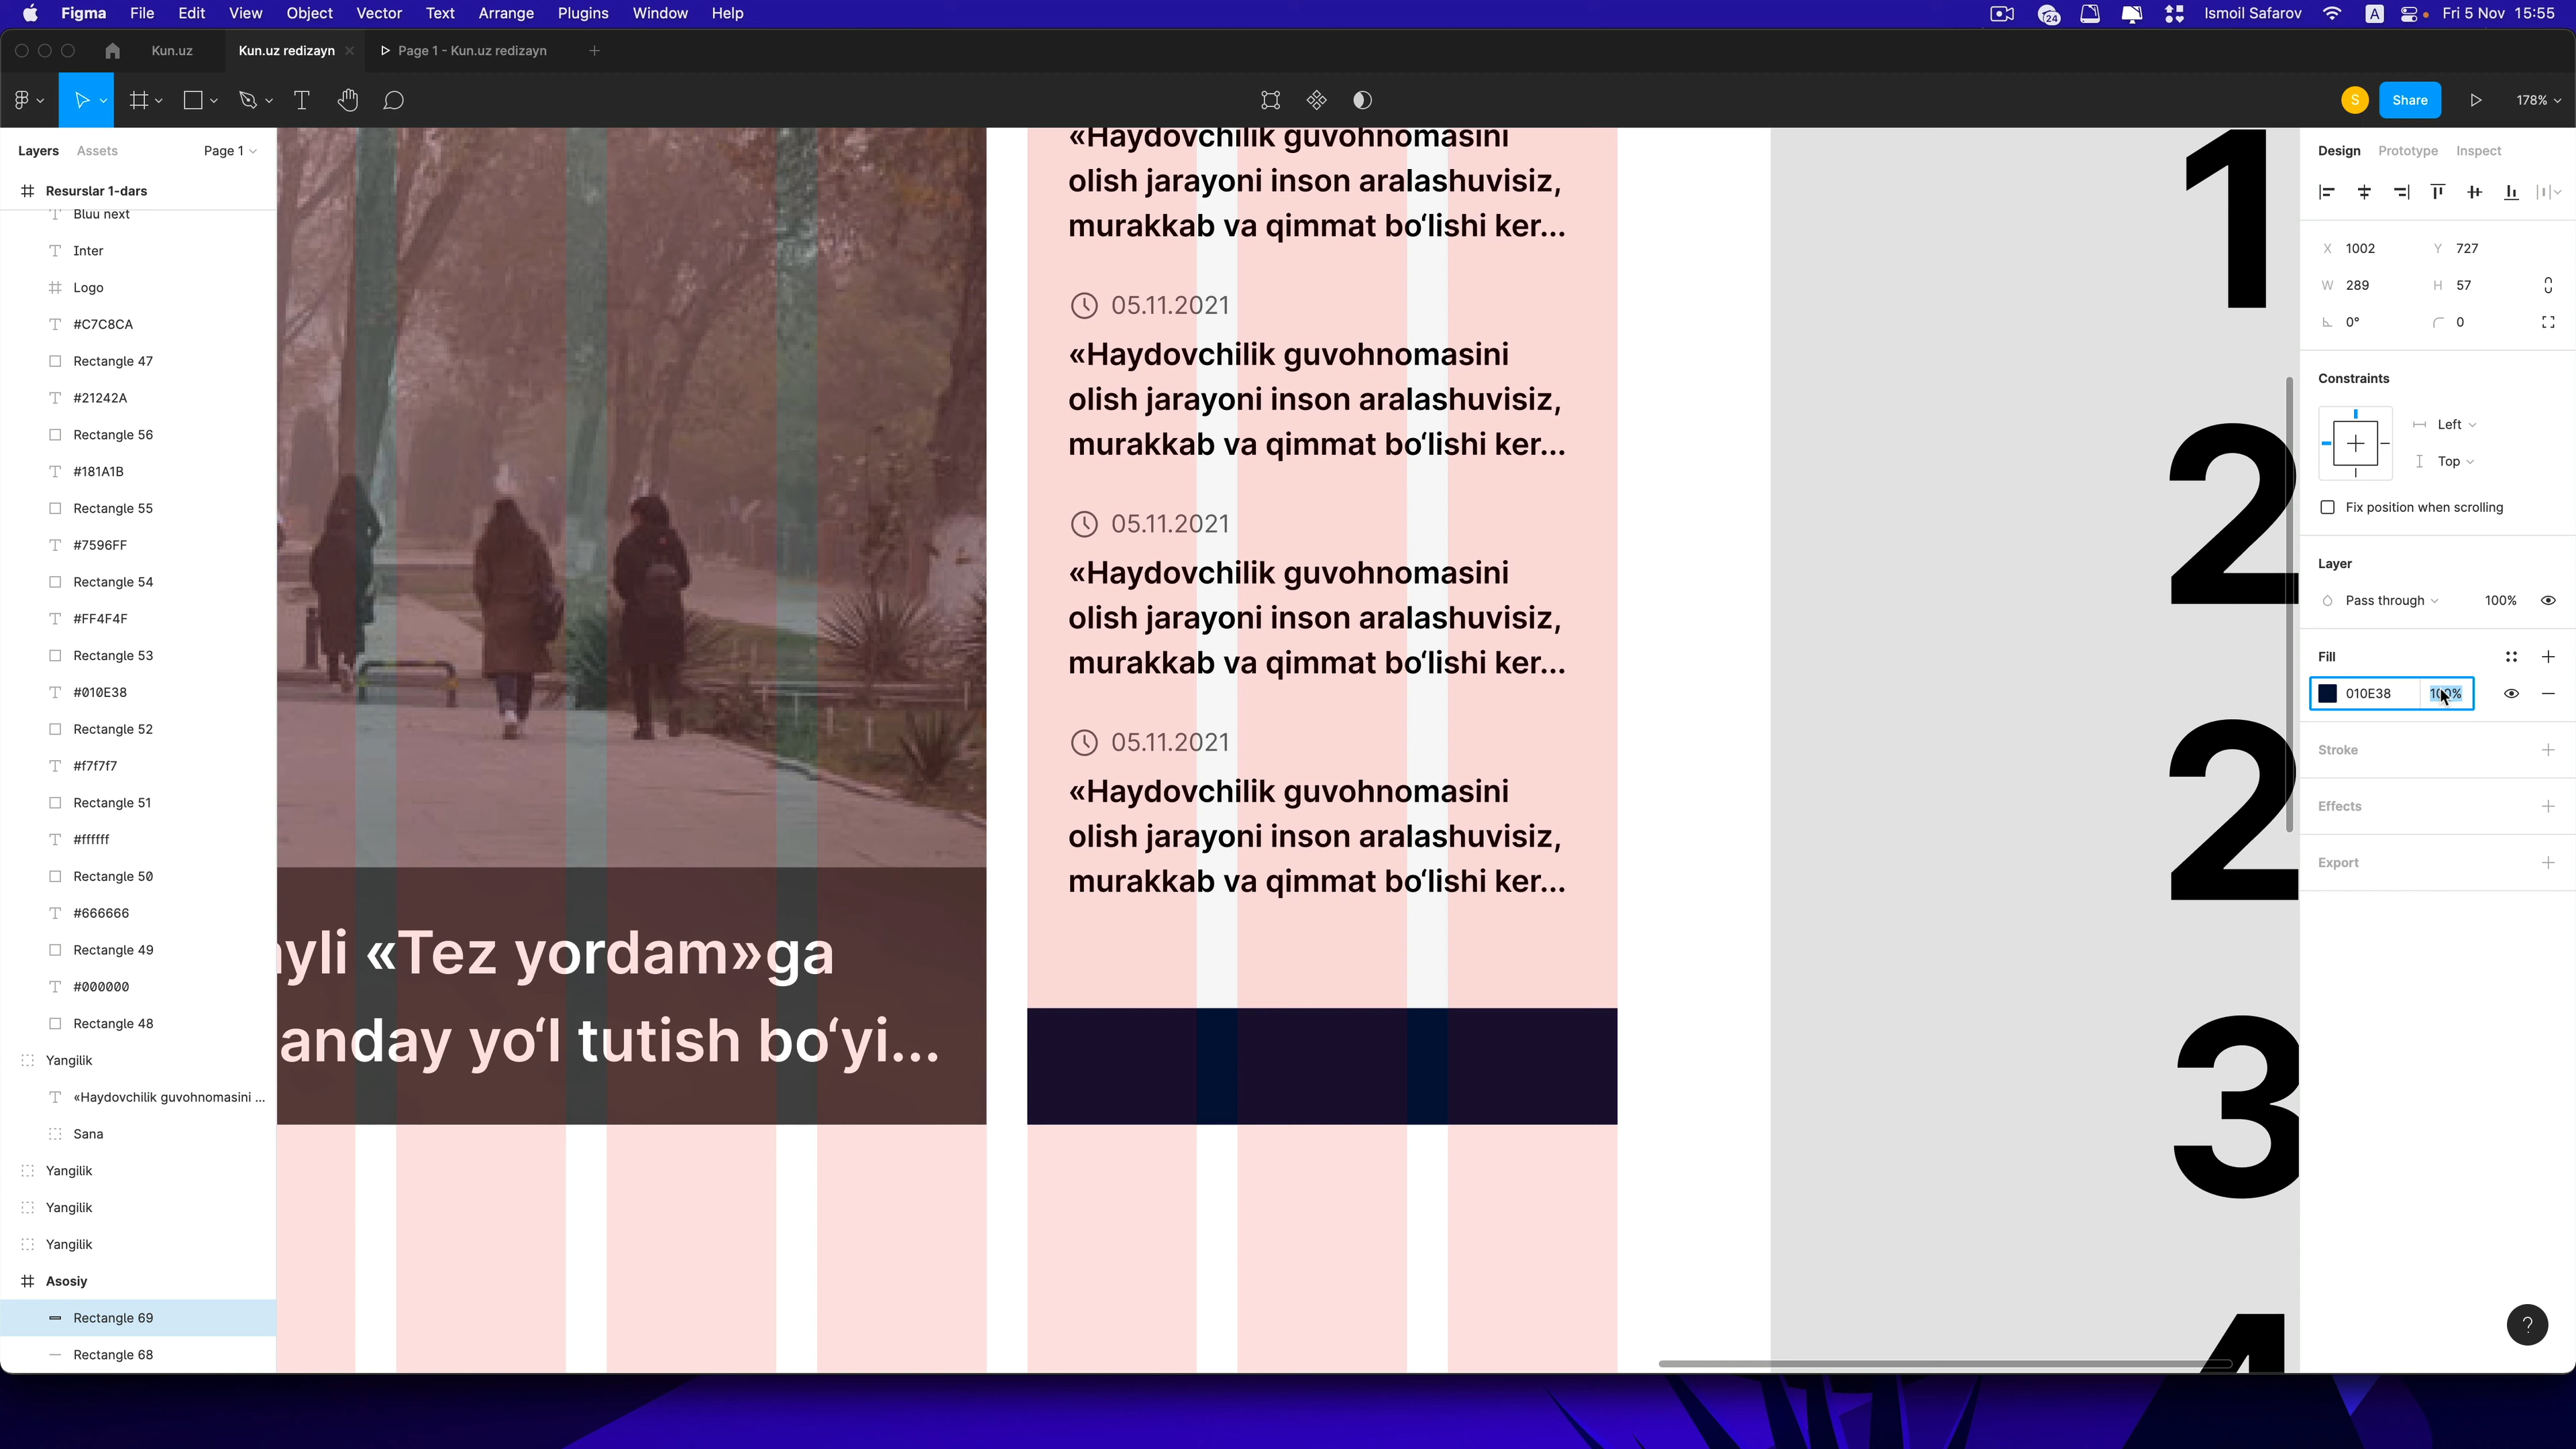 Figma File Edit View Object Vector Text Arrange Plugins Window Help
24 Ismoil Safarov A Fri 5 Nov 15:55
Kun.uz Kun.uz redizayn Page 1 - Kun.uz redizayn
S Share 178%
Layers Assets Page 1
Resurslar 1-dars
Bluu next
Inter
Logo
#C7C8CA
Rectangle 47
#21242A
Rectangle 56
#181A1B
Rectangle 55
#7596FF
Rectangle 54
#FF4F4F
Rectangle 53
#010E38
Rectangle 52
#f7f7f7
Rectangle 51
#ffffff
Rectangle 50
#666666
Rectangle 49
#000000
Rectangle 48
Yangilik
«Haydovchilik guvohnomasini ...
Sana
Yangilik
Yangilik
Yangilik
Asosiy
Rectangle 69
Rectangle 68
yli «Tez yordam»ga
anday yo‘l tutish bo‘yi...
«Haydovchilik guvohnomasini
olish jarayoni inson aralashuvisiz,
murakkab va qimmat bo‘lishi ker...
05.11.2021
«Haydovchilik guvohnomasini
olish jarayoni inson aralashuvisiz,
murakkab va qimmat bo‘lishi ker...
05.11.2021
«Haydovchilik guvohnomasini
olish jarayoni inson aralashuvisiz,
murakkab va qimmat bo‘lishi ker...
05.11.2021
«Haydovchilik guvohnomasini
olish jarayoni inson aralashuvisiz,
murakkab va qimmat bo‘lishi ker...
1
2
2
3
4
Design Prototype Inspect
X 1002 Y 727
W 289 H 57
0° 0
Constraints
Left
Top
Fix position when scrolling
Layer
Pass through 100%
Fill
010E38 100%
Stroke
Effects
Export
?